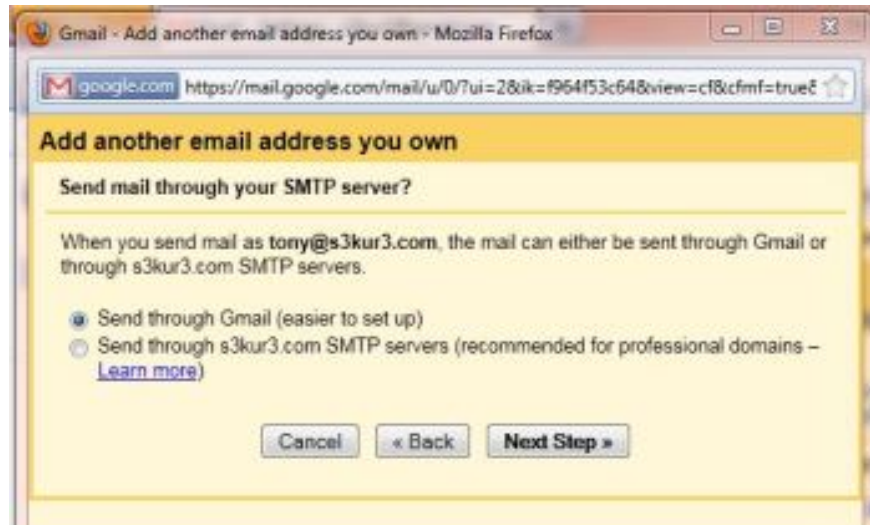 Gmail - Add another email address you own - Mozilla Firefox
google.com https://mail.google.com/mail/u/0/?ui=2&ik=f964f53c64&view=cf&cfmf=true&
Add another email address you own
Send mail through your SMTP server?
When you send mail as tony@s3kur3.com, the mail can either be sent through Gmail or
through s3kur3.com SMTP servers.
Send through Gmail (easier to set up)
Send through s3kur3.com SMTP servers (recommended for professional domains –
Learn more)
Cancel « Back Next Step »